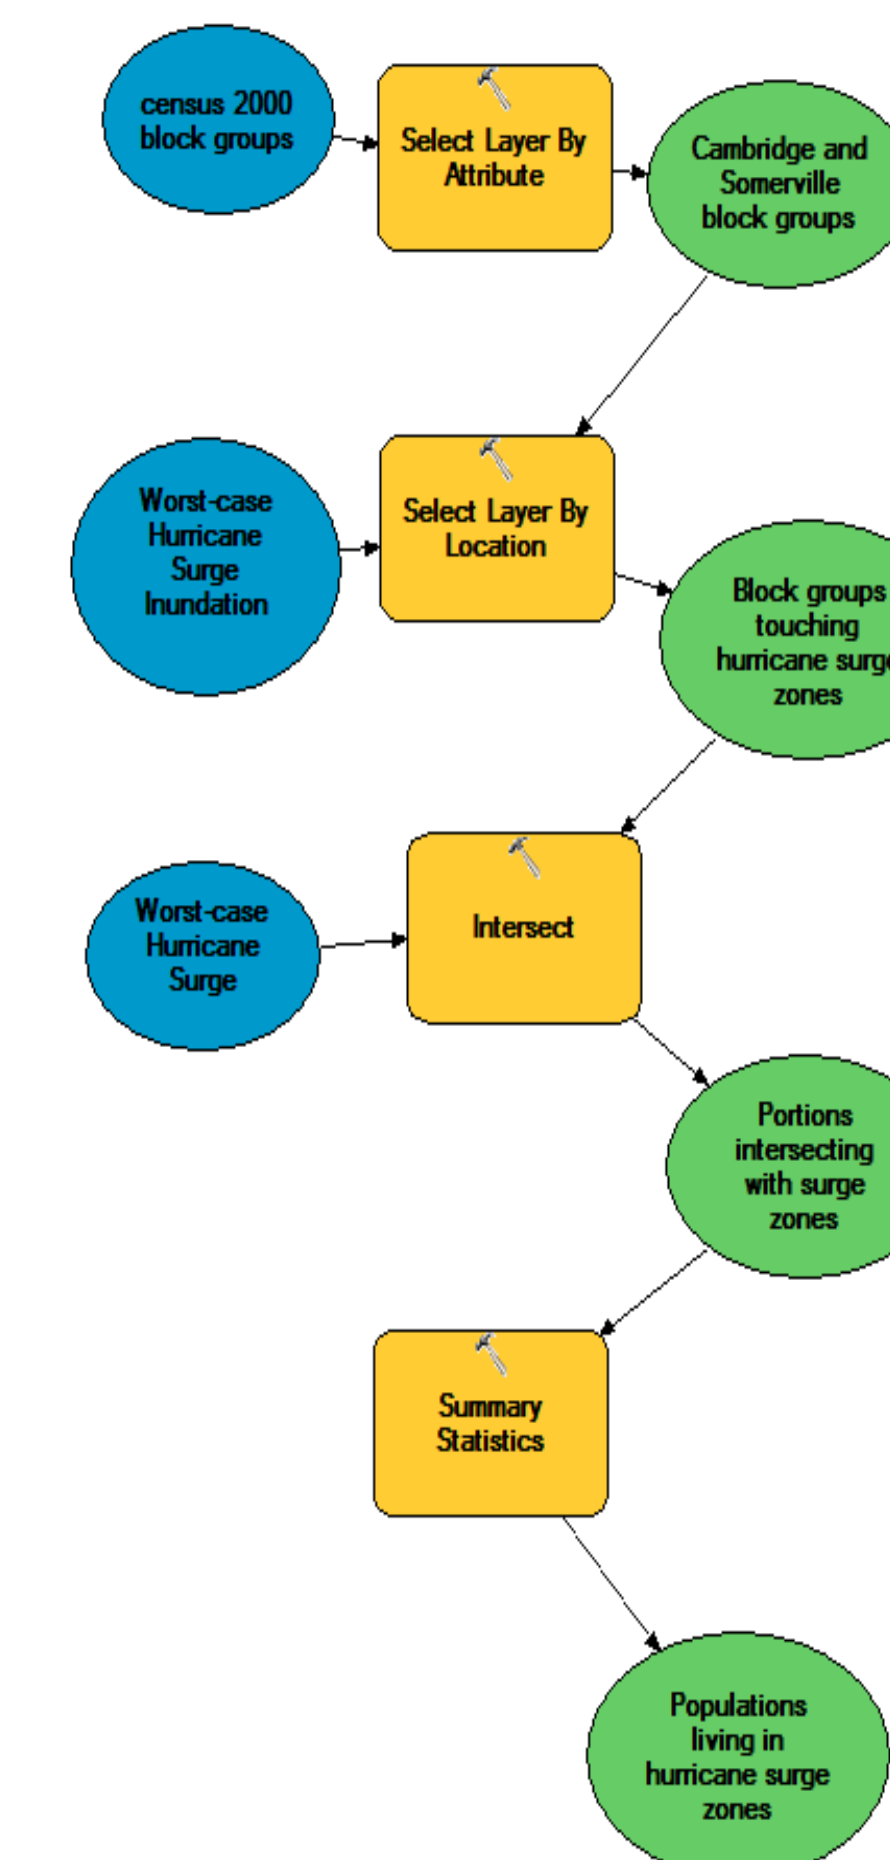 census 2000
block groups
Select Layer By
Attribute
Cambridge and
Somerville
block groups
Worst-case
Hurricane
Surge
Inundation
Select Layer By
Location
Block groups
touching
hurricane surge
zones
Worst-case
Hurricane
Surge
Intersect
Portions
intersecting
with surge
zones
Summary
Statistics
Populations
living in
hurricane surge
zones